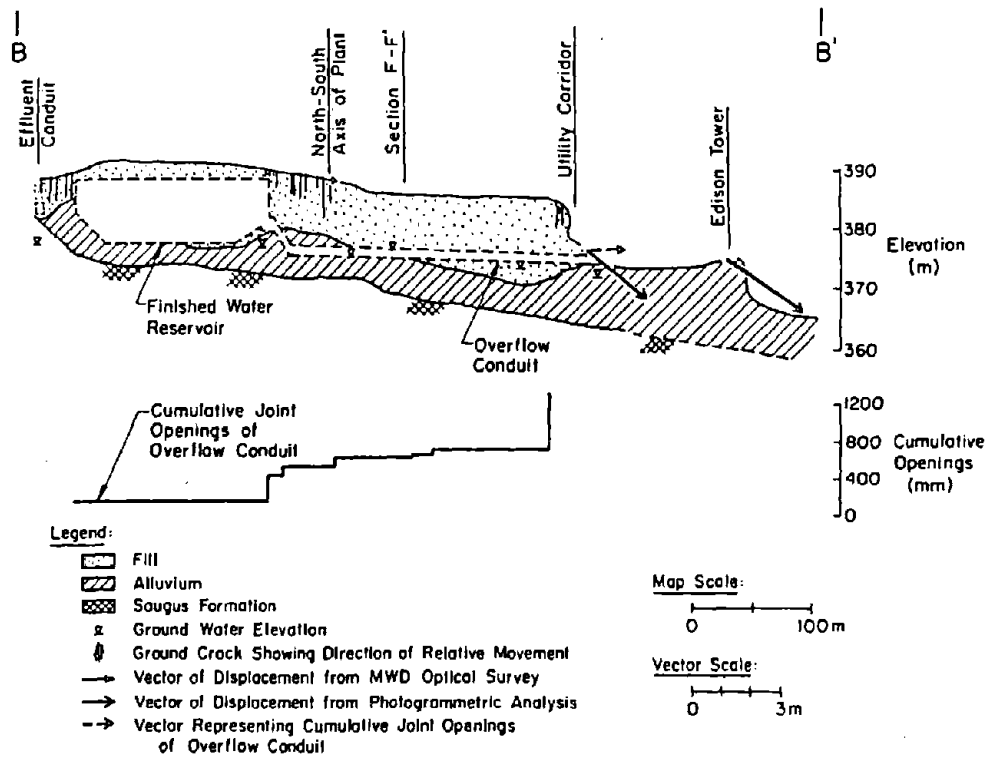 B
B'
Effluent
Conduit
North-South
Axis of Plant
Section F-F'
Utility Corridor
Edison Tower
390
380
370
360
Elevation
(m)
Finished Water
Reservoir
Overflow
Conduit
Cumulative Joint
Openings of
Overflow Conduit
1200
800
400
0
Cumulative
Openings
(mm)
Legend:
Fill
Alluvium
Saugus Formation
Ground Water Elevation
Ground Crack Showing Direction of Relative Movement
Vector of Displacement from MWD Optical Survey
Vector of Displacement from Photogrammetric Analysis
Vector Representing Cumulative Joint Openings
of Overflow Conduit
Map Scale:
0 100m
Vector Scale:
0 3m